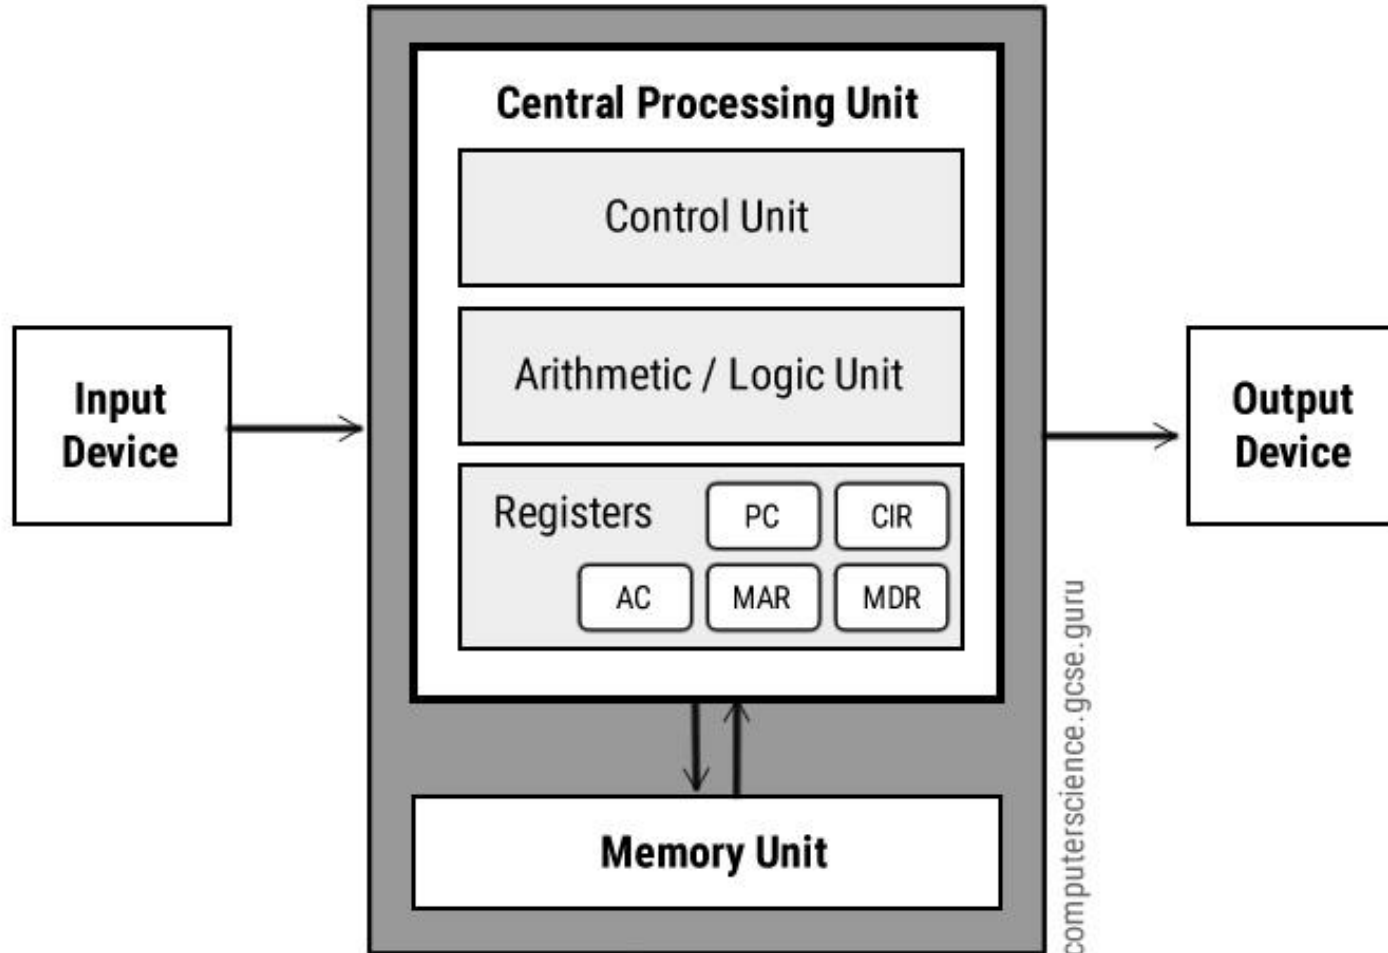 Central Processing Unit
Control Unit
Arithmetic / Logic Unit
Input
Device
Output
Device
Registers
PC
CIR
AC
MAR
MDR
Memory Unit
computerscience.gcse.guru